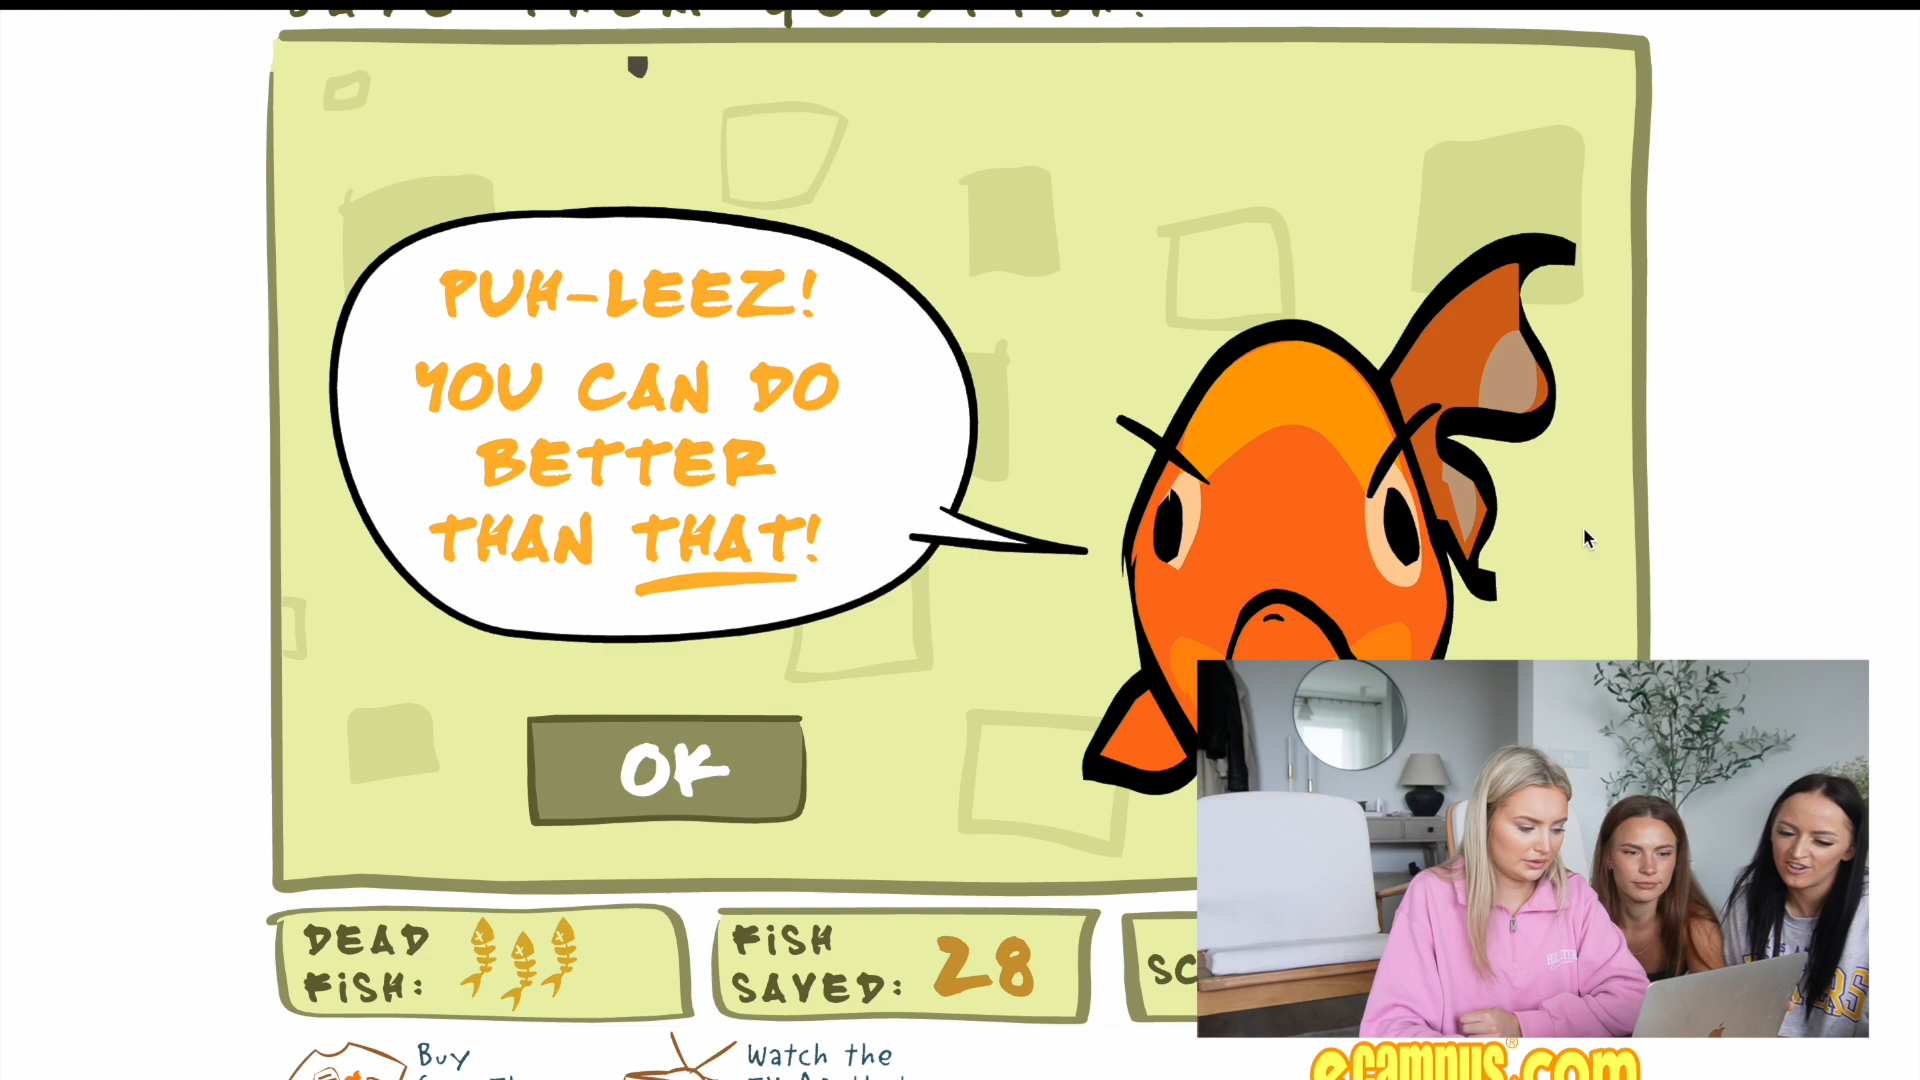 PUH-LEEZ!
YOU CAN DO
BETTER
THAN THAT!
OK
DEAD
FISH:
FISH
SAVED: 28
SC
Buy
Watch the
ecampus.com